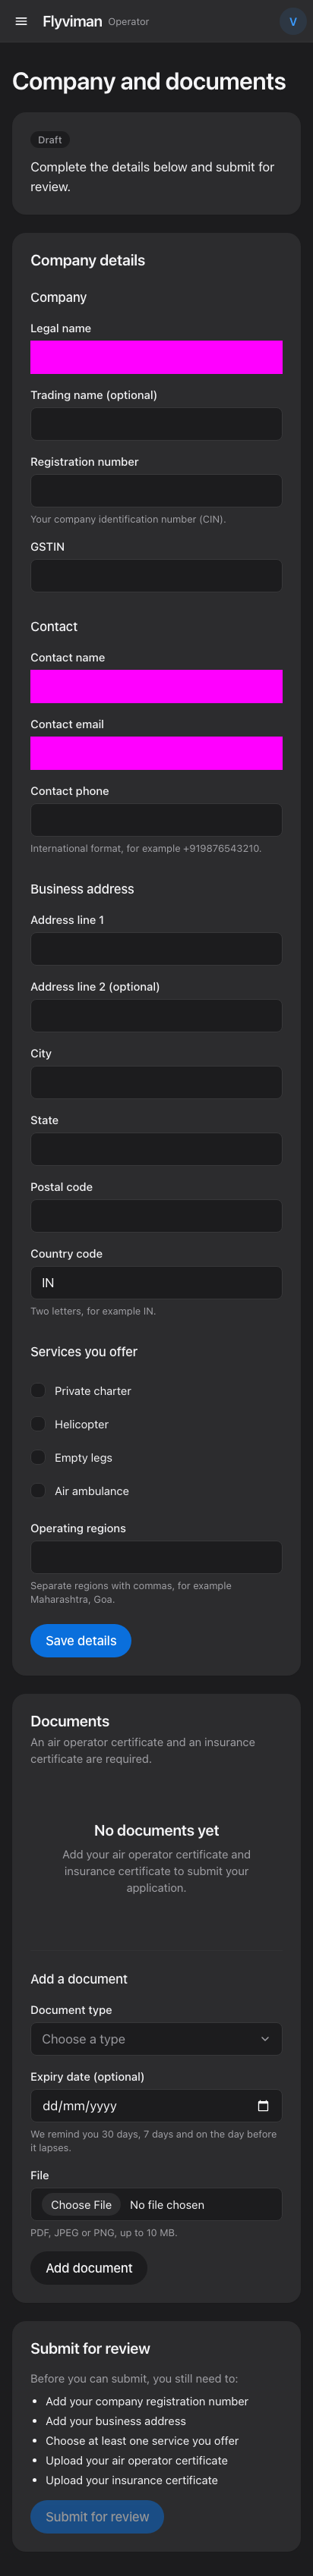 Flyviman Operator V
Company and documents
Draft
Complete the details below and submit for
review.
Company details
Company
Legal name
Trading name (optional)
Registration number
Your company identification number (CIN).
GSTIN
Contact
Contact name
Contact email
Contact phone
International format, for example +919876543210.
Business address
Address line 1
Address line 2 (optional)
City
State
Postal code
Country code
IN
Two letters, for example IN.
Services you offer
Private charter
Helicopter
Empty legs
Air ambulance
Operating regions
Separate regions with commas, for example
Maharashtra, Goa.
Save details
Documents
An air operator certificate and an insurance
certificate are required.
No documents yet
Add your air operator certificate and
insurance certificate to submit your
application.
Add a document
Document type
Choose a type
Expiry date (optional)
dd/mm/yyyy
We remind you 30 days, 7 days and on the day before
it lapses.
File
Choose File No file chosen
PDF, JPEG or PNG, up to 10 MB.
Add document
Submit for review
Before you can submit, you still need to:
• Add your company registration number
• Add your business address
• Choose at least one service you offer
• Upload your air operator certificate
• Upload your insurance certificate
Submit for review